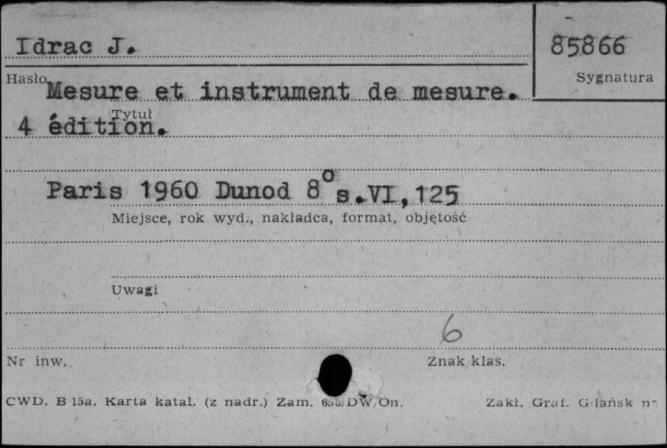 Idrac J.
85866
Hasło
Sygnatura
Mesure et instrument de mesure.
Tytuł
4 édition.
Paris 1960 Dunod 8° s.VI,125
Miejsce, rok wyd., nakładca, format, objętość
Uwagi
6
Nr inw.
Znak klas.
CWD. B 15a. Karta katal. (z nadr.) Zam. DW/On.
Zakł. Graf. Gdańsk